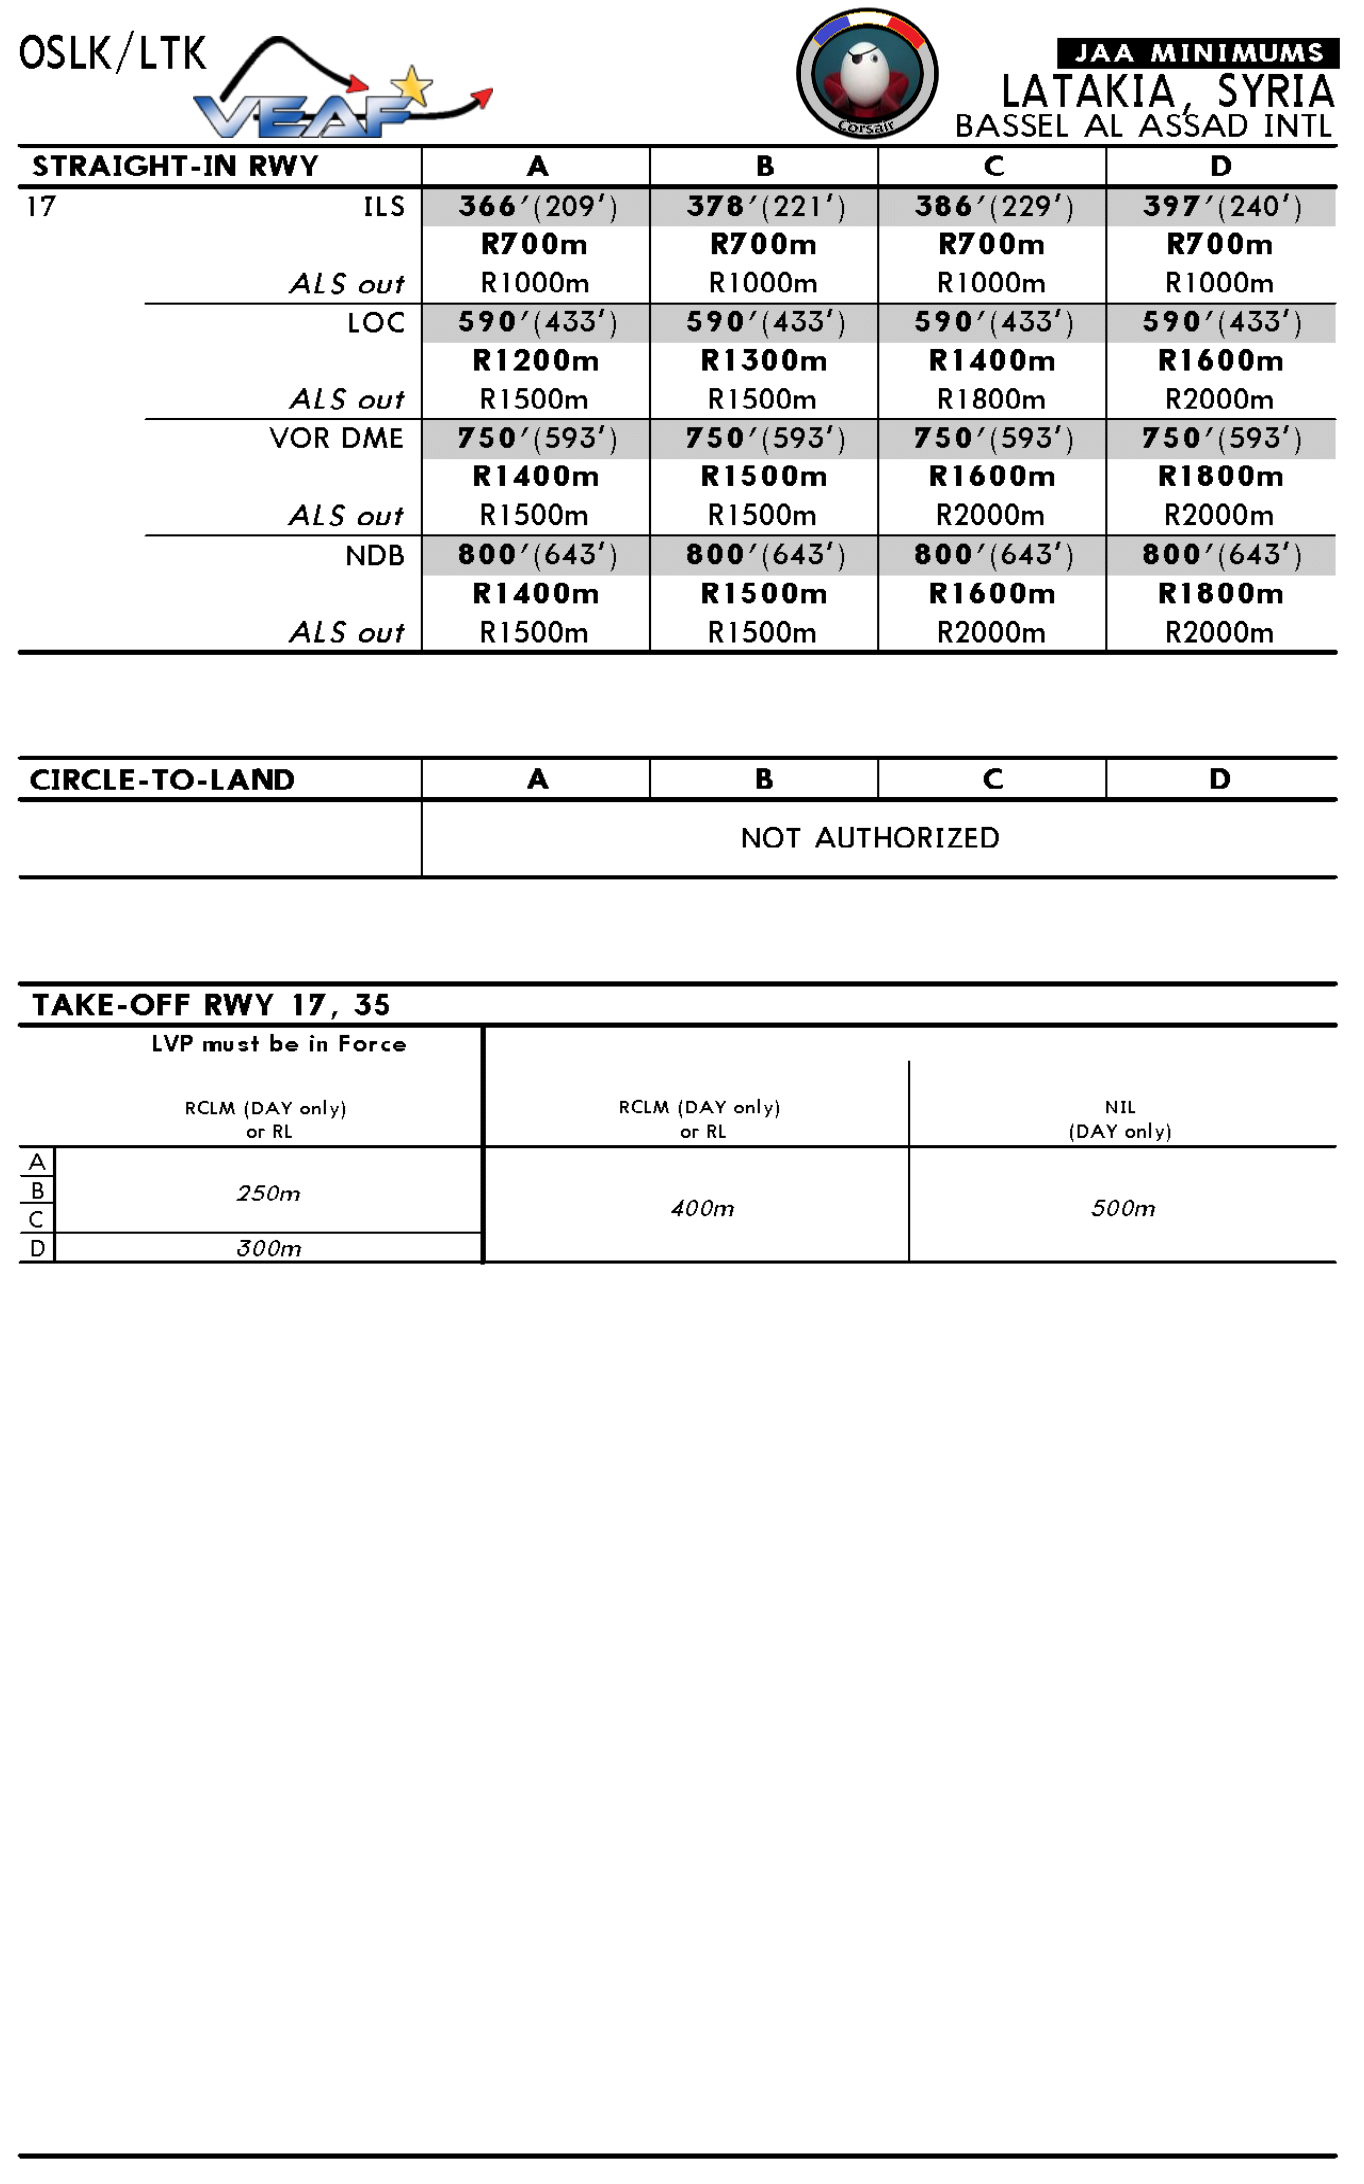 OSLK/LTK
VEAF
Corsair
JAA MINIMUMS
LATAKIA, SYRIA
BASSEL AL ASSAD INTL
STRAIGHT-IN RWY A B C D
17 ILS 366′(209′) 378′(221′) 386′(229′) 397′(240′)
R700m R700m R700m R700m
ALS out R1000m R1000m R1000m R1000m
LOC 590′(433′) 590′(433′) 590′(433′) 590′(433′)
R1200m R1300m R1400m R1600m
ALS out R1500m R1500m R1800m R2000m
VOR DME 750′(593′) 750′(593′) 750′(593′) 750′(593′)
R1400m R1500m R1600m R1800m
ALS out R1500m R1500m R2000m R2000m
NDB 800′(643′) 800′(643′) 800′(643′) 800′(643′)
R1400m R1500m R1600m R1800m
ALS out R1500m R1500m R2000m R2000m
CIRCLE-TO-LAND A B C D
NOT AUTHORIZED
TAKE-OFF RWY 17, 35
LVP must be in Force
RCLM (DAY only) RCLM (DAY only) NIL
or RL or RL (DAY only)
A
B 250m
C 400m 500m
D 300m